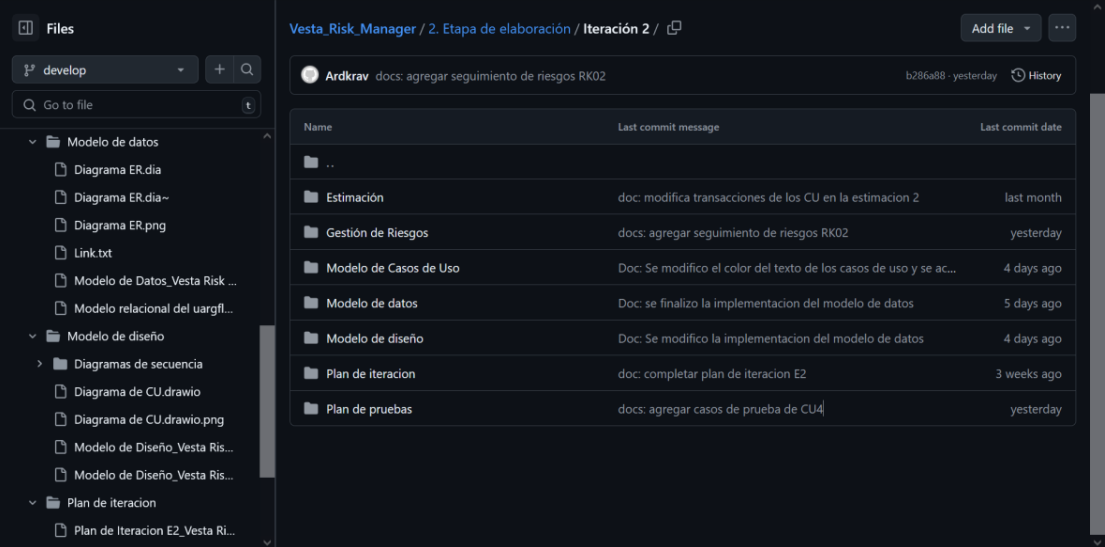 Files
develop
Go to file
t
Modelo de datos
Diagrama ER.dia
Diagrama ER.dia~
Diagrama ER.png
Link.txt
Modelo de Datos_Vesta Risk ...
Modelo relacional del uargfl...
Modelo de diseño
Diagramas de secuencia
Diagrama de CU.drawio
Diagrama de CU.drawio.png
Modelo de Diseño_Vesta Ris...
Modelo de Diseño_Vesta Ris...
Plan de iteracion
Plan de Iteracion E2_Vesta Ri...
Vesta_Risk_Manager / 2. Etapa de elaboración / Iteración 2 /
Add file
Ardkrav docs: agregar seguimiento de riesgos RK02 b286a88 · yesterday History
Name Last commit message Last commit date
..
Estimación doc: modifica transacciones de los CU en la estimacion 2 last month
Gestión de Riesgos docs: agregar seguimiento de riesgos RK02 yesterday
Modelo de Casos de Uso Doc: Se modifico el color del texto de los casos de uso y se ac... 4 days ago
Modelo de datos Doc: se finalizo la implementacion del modelo de datos 5 days ago
Modelo de diseño Doc: Se modifico la implementacion del modelo de datos 4 days ago
Plan de iteracion doc: completar plan de iteracion E2 3 weeks ago
Plan de pruebas docs: agregar casos de prueba de CU4 yesterday